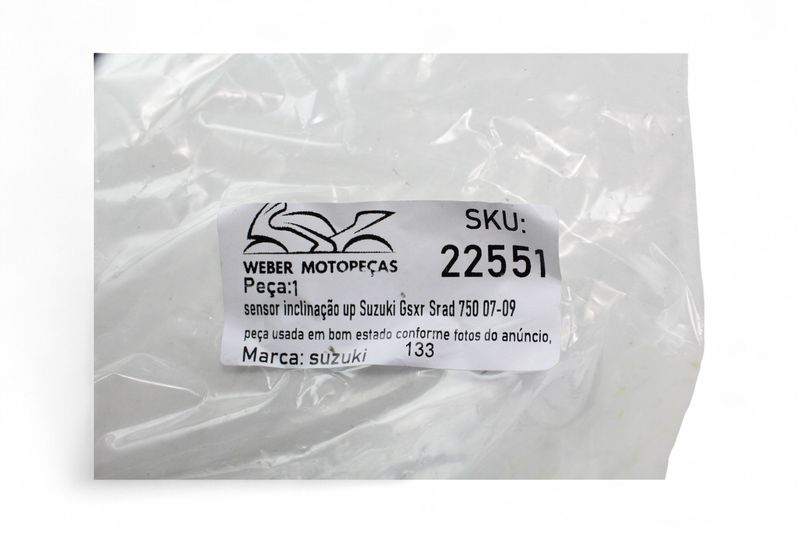 SKU:
22551
WEBER MOTOPEÇAS
Peça:1
sensor inclinação up Suzuki Gsxr Srad 750 07-09
peça usada em bom estado conforme fotos do anúncio,
Marca: suzuki 133